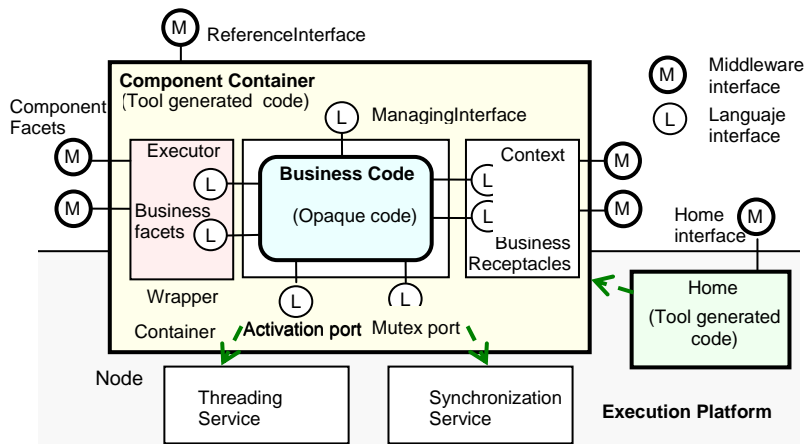 M
ReferenceInterface
Component Container
(Tool generated code)
M
Middleware
interface
L
Languaje
interface
Component
Facets
L
ManagingInterface
M
Executor
L
Business Code
(Opaque code)
L
Context
M
M
Business
facets
L
L
Business
Receptacles
M
Home
interface
M
L
L
Wrapper
Container
Activation port
Mutex port
Home
(Tool generated
code)
Node
Threading
Service
Synchronization
Service
Execution Platform